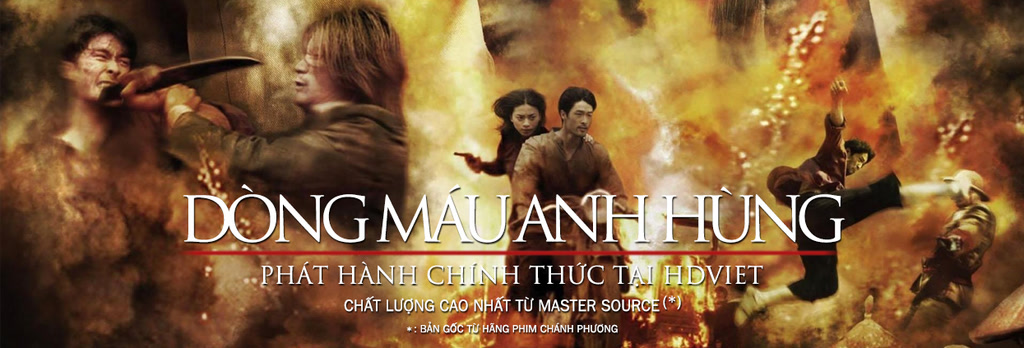 DÒNG MÁU ANH HÙNG
PHÁT HÀNH CHÍNH THỨC TẠI HDVIET
CHẤT LƯỢNG CAO NHẤT TỪ MASTER SOURCE (*)
* : BẢN GỐC TỪ HÃNG PHIM CHÁNH PHƯƠNG